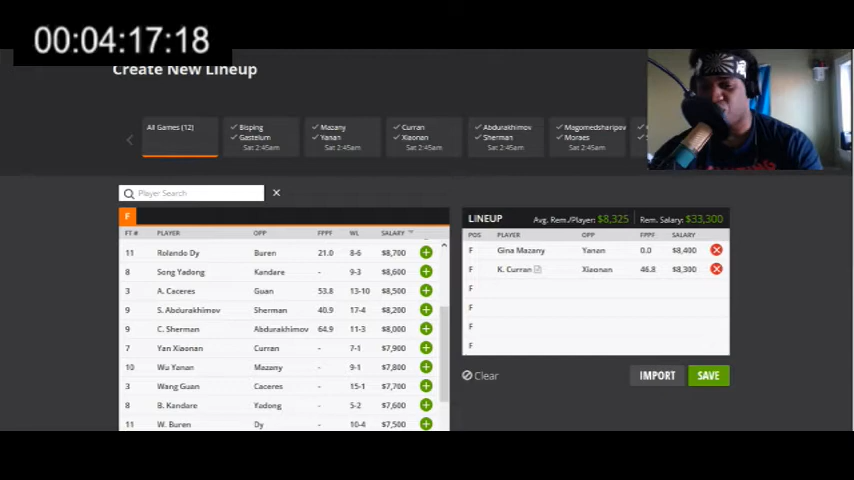 00:04:17:18
Create New Lineup
All Games (12)
Bisping
Gastelum
Sat 2:45am
Mazany
Yanan
Sat 2:45am
Curran
Xiaonan
Sat 2:45am
Abdurakhimov
Sherman
Sat 2:45am
Magomedsharipov
Moraes
Sat 2:45am
Player Search
F
FT # PLAYER OPP FPPF WL SALARY
11 Rolando Dy Buren 21.0 8-6 $8,700
8 Song Yadong Kandare - 9-3 $8,600
3 A. Caceres Guan 53.8 13-10 $8,500
9 S. Abdurakhimov Sherman 40.9 17-4 $8,200
9 C. Sherman Abdurakhimov 64.9 11-3 $8,000
7 Yan Xiaonan Curran - 7-1 $7,900
10 Wu Yanan Mazany - 9-1 $7,800
3 Wang Guan Caceres - 15-1 $7,700
8 B. Kandare Yadong - 5-2 $7,600
11 W. Buren Dy - 10-4 $7,500
LINEUP Avg. Rem./Player: $8,325 Rem. Salary: $33,300
POS PLAYER OPP FPPF SALARY
F Gina Mazany Yanan 0.0 $8,400
F K. Curran Xiaonan 46.8 $8,300
F
F
F
F
Clear
IMPORT
SAVE